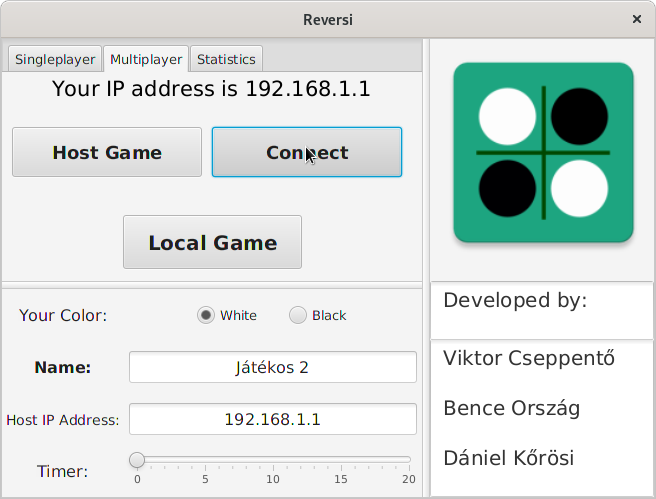 Reversi
Singleplayer Multiplayer Statistics
Your IP address is 192.168.1.1
Host Game Connect
Local Game
Your Color: White Black
Name: Játékos 2
Host IP Address: 192.168.1.1
Timer: 0 5 10 15 20
Developed by:
Viktor Cseppentő
Bence Ország
Dániel Kőrösi